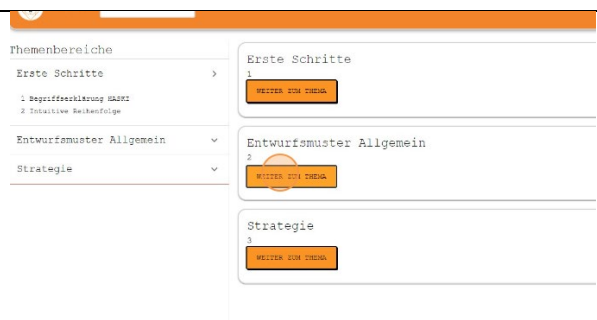 Themenbereiche
Erste Schritte
1 Begriffserklärung HASKI
2 Intuitive Reihenfolge
Entwurfsmuster Allgemein
Strategie
Erste Schritte
1
WEITER ZUM THEMA
Entwurfsmuster Allgemein
2
WEITER ZUM THEMA
Strategie
3
WEITER ZUM THEMA